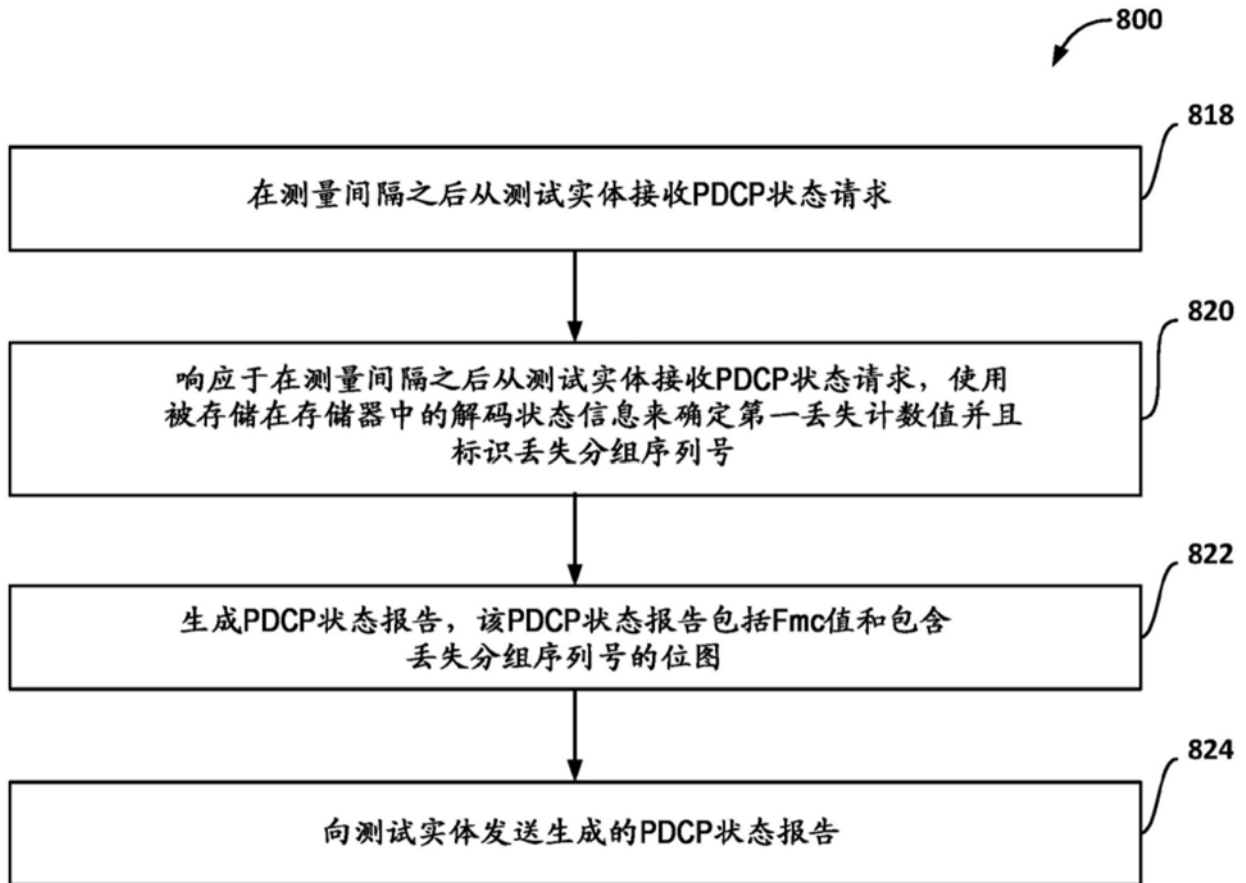 800
818
在测量间隔之后从测试实体接收PDCP状态请求
820
响应于在测量间隔之后从测试实体接收PDCP状态请求，使用
被存储在存储器中的解码状态信息来确定第一丢失计数值并且
标识丢失分组序列号
822
生成PDCP状态报告，该PDCP状态报告包括Fmc值和包含
丢失分组序列号的位图
824
向测试实体发送生成的PDCP状态报告